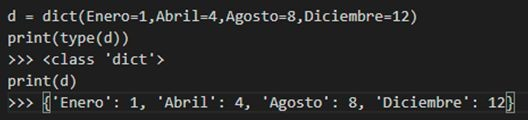 d = dict(Enero=1,Abril=4,Agosto=8,Diciembre=12)
print(type(d))
>>> <class 'dict'>
print(d)
>>> {'Enero': 1, 'Abril': 4, 'Agosto': 8, 'Diciembre': 12}